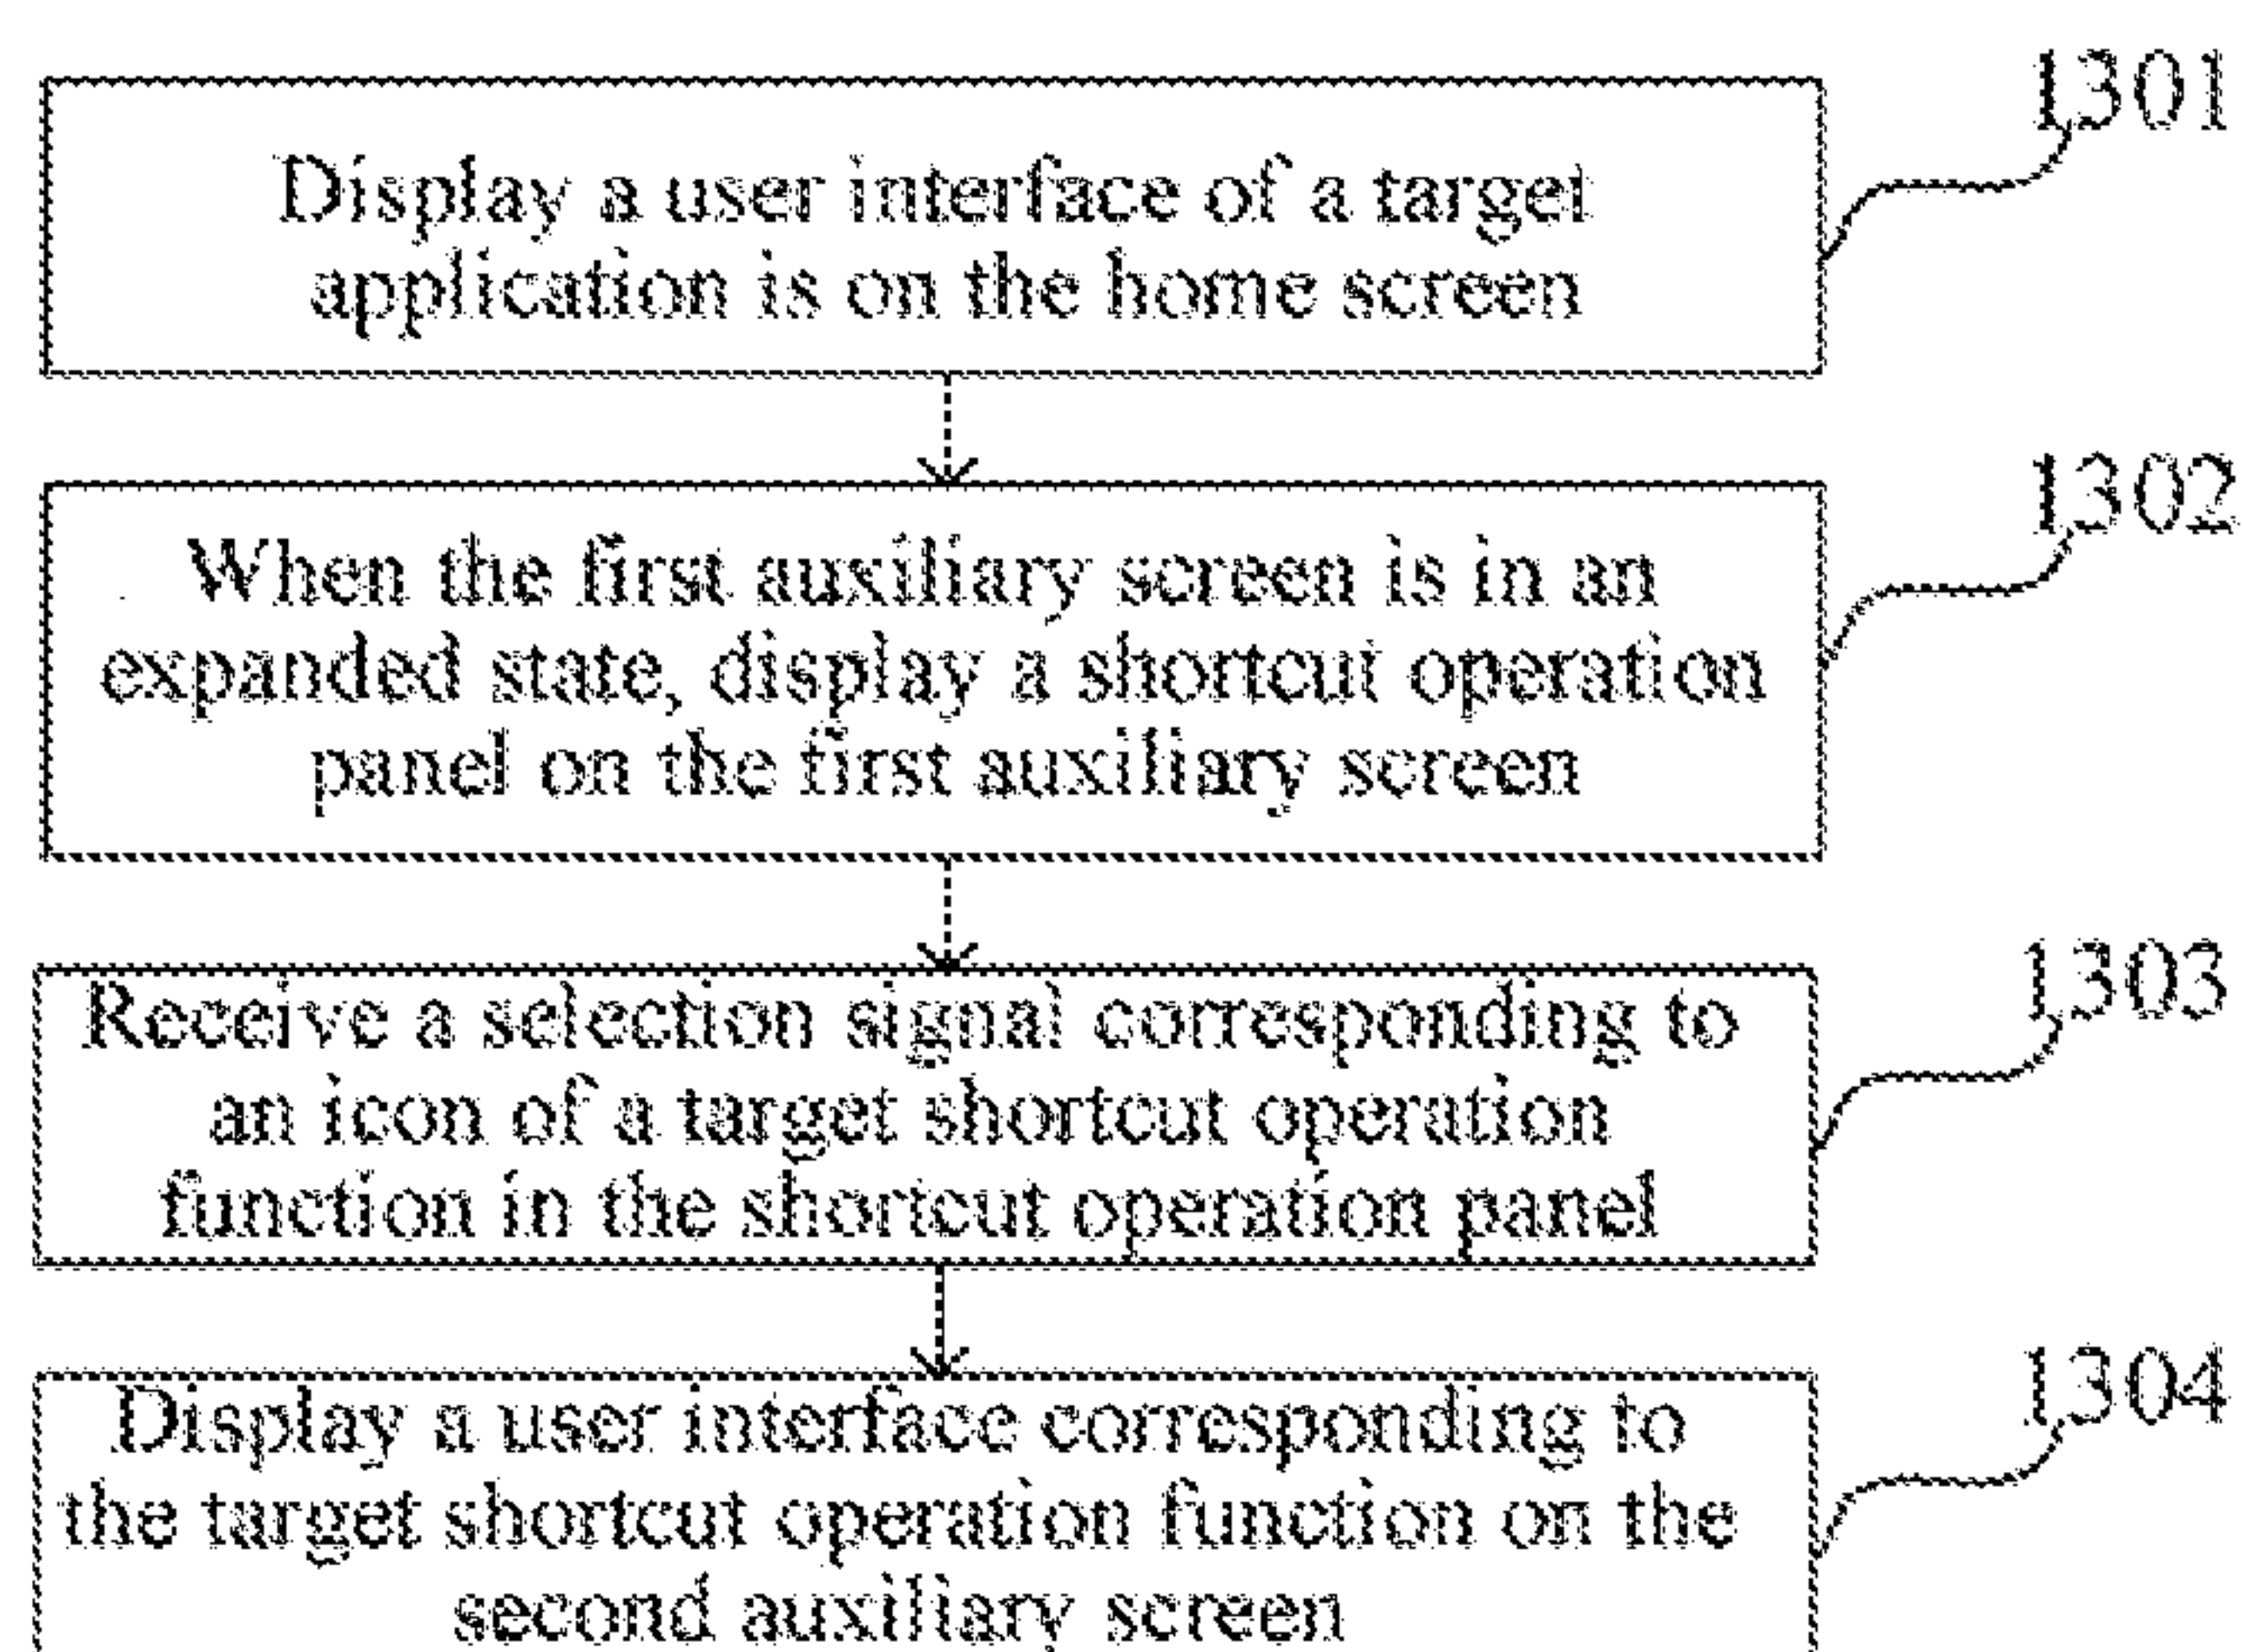 1301
Display a user interface of a target
application is on the home screen
1302
When the first auxiliary screen is in an
expanded state, display a shortcut operation
panel on the first auxiliary screen
1303
Receive a selection signal corresponding to
an icon of a target shortcut operation
function in the shortcut operation panel
1304
Display a user interface corresponding to
the target shortcut operation function on the
second auxiliary screen